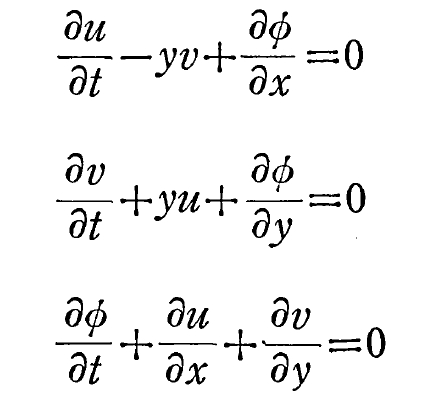 ∂u/∂t − yv + ∂ϕ/∂x = 0
∂v/∂t + yu + ∂ϕ/∂y = 0
∂ϕ/∂t + ∂u/∂x + ∂v/∂y = 0